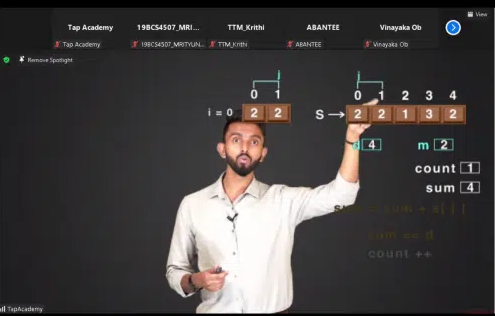 View
Tap Academy 19BCS4507_MRI... TTM_Krithi ABANTEE Vinayaka Ob
Tap Academy 19BCS4507_MRITYUN... TTM_Krithi ABANTEE Vinayaka Ob
Remove Spotlight
j j
0 1 0 1 2 3 4
i = 0 2 2 S → 2 2 1 3 2
d 4 m 2
count 1
sum 4
sum = sum + a[j]
sum == d
count ++
TapAcademy